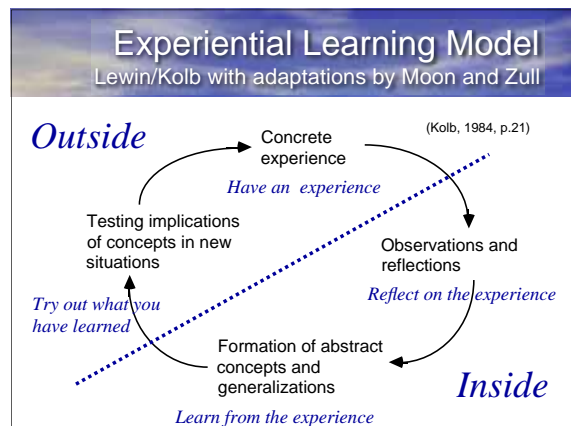 Experiential Learning Model
Lewin/Kolb with adaptations by Moon and Zull
Outside
(Kolb, 1984, p.21)
Concrete
experience
Have an experience
Testing implications
of concepts in new
situations
Observations and
reflections
Try out what you
have learned
Reflect on the experience
Formation of abstract
concepts and
generalizations
Inside
Learn from the experience